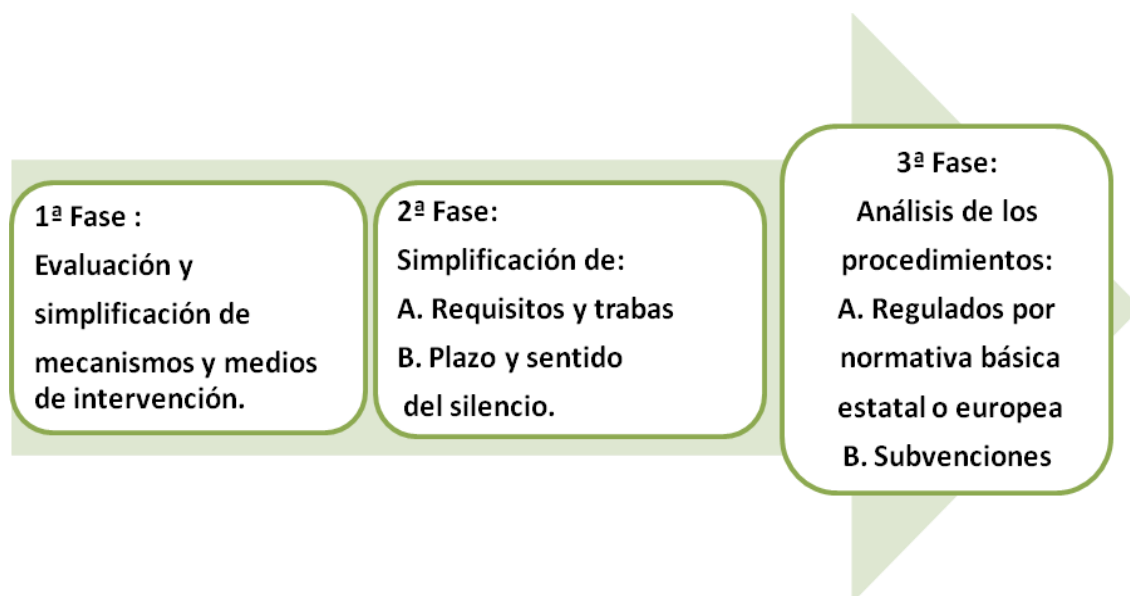 1ª Fase :
Evaluación y
simplificación de
mecanismos y medios
de intervención.
2ª Fase:
Simplificación de:
A. Requisitos y trabas
B. Plazo y sentido
del silencio.
3ª Fase:
Análisis de los
procedimientos:
A. Regulados por
normativa básica
estatal o europea
B. Subvenciones